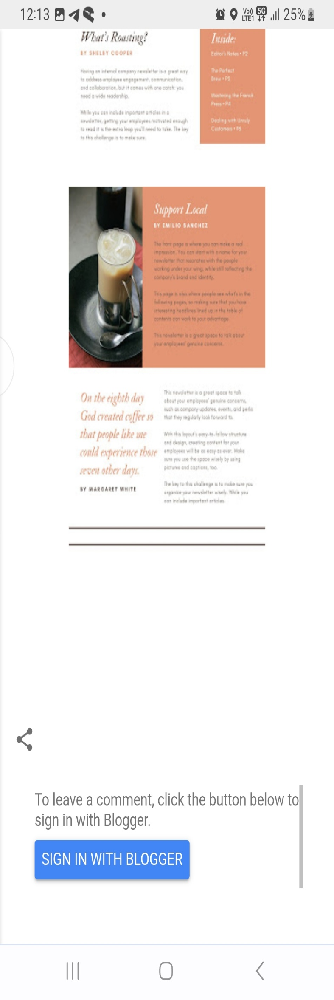 12:13
Vo)) LTE1 5G 25%
What's Roasting?
BY SHELBY COOPER
Having an internal company newsletter is a great way
to address employee engagement, communication,
and collaboration, but it comes with one catch: you
need a wide readership.
While you can include important articles in a
newsletter, getting your employees motivated enough
to read it is the extra leap you'll need to take. The key
to this challenge is to make sure.
Inside:
Editor's Notes • P2
The Perfect
Brew •
Mastering the French
Press • P4
Dealing with Unruly
Customers • P6
Support Local
BY EMILIO SANCHEZ
The front page is where you can make a real
impression. You can start with a name for your
newsletter that resonates with the people
working under your wing, while still reflecting the
company's brand and identity.
This page is also where people see what's in the
following pages, so making sure that you have
interesting headlines lined up in the table of
contents can work to your advantage.
This newsletter is a great space to talk about
your employees' genuine concerns.
On the eighth day
God created coffee so
that people like me
could experience those
seven other days.
BY MARGARET WHITE
This newsletter is a great space to talk
about your employees' genuine concerns,
such as company updates, events, and perks
that they regularly look forward to.
With this layout's easy-to-follow structure
and design, creating content for your
employees will be as easy as ever. Make
sure you use the space wisely by using
pictures and captions, too.
The key to this challenge is to make sure you
organize your newsletter wisely. While you
can include important articles.
To leave a comment, click the button below to
sign in with Blogger.
SIGN IN WITH BLOGGER